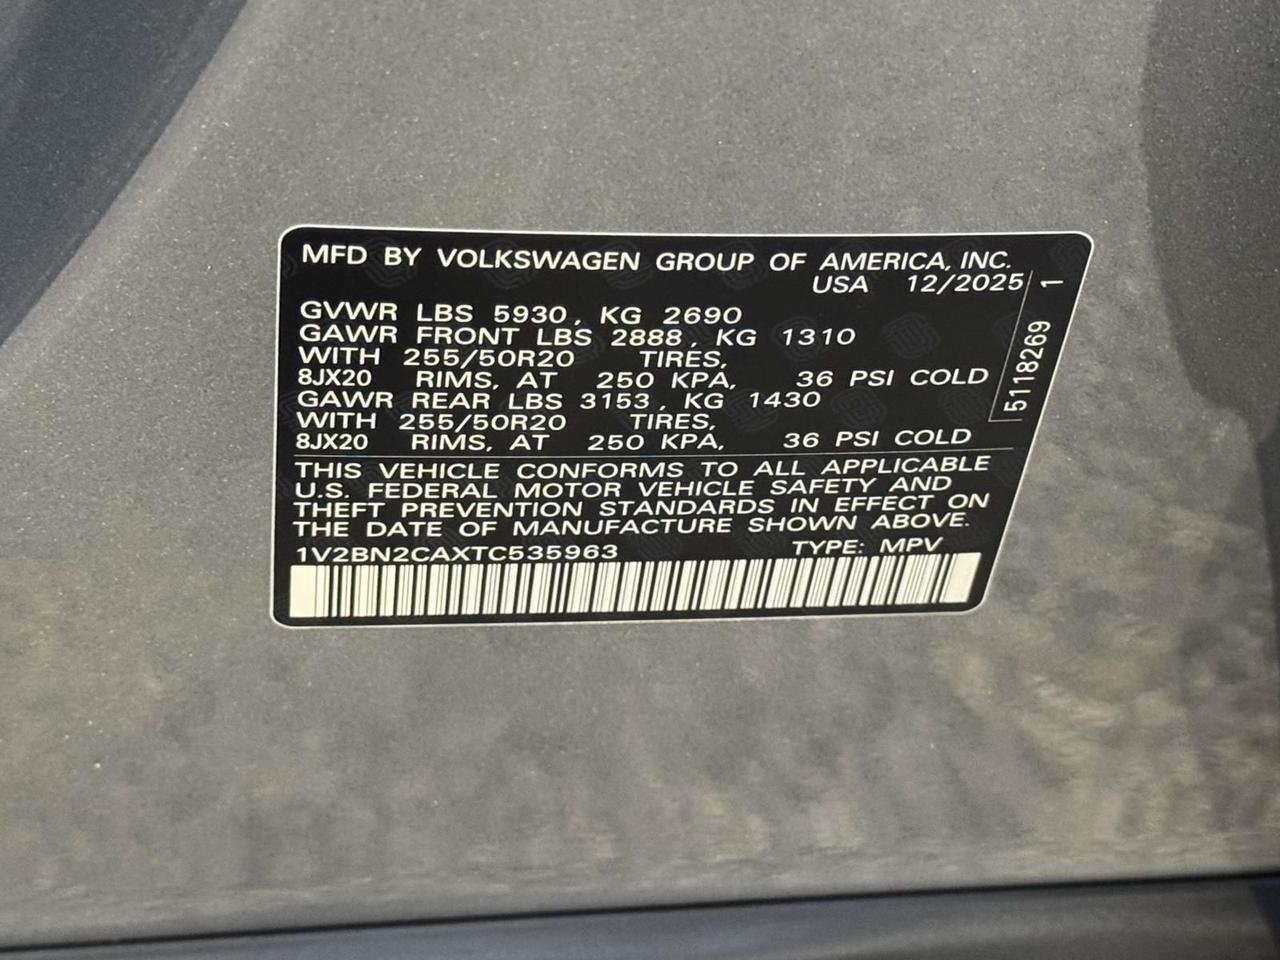 MFD BY VOLKSWAGEN GROUP OF AMERICA, INC.
USA 12/2025
GVWR LBS 5930, KG 2690
GAWR FRONT LBS 2888, KG 1310
WITH 255/50R20 TIRES,
8JX20 RIMS, AT 250 KPA, 36 PSI COLD
GAWR REAR LBS 3153, KG 1430
WITH 255/50R20 TIRES,
8JX20 RIMS, AT 250 KPA, 36 PSI COLD
THIS VEHICLE CONFORMS TO ALL APPLICABLE
U.S. FEDERAL MOTOR VEHICLE SAFETY AND
THEFT PREVENTION STANDARDS IN EFFECT ON
THE DATE OF MANUFACTURE SHOWN ABOVE.
1V2BN2CAXTC535963 TYPE: MPV
5118269 1